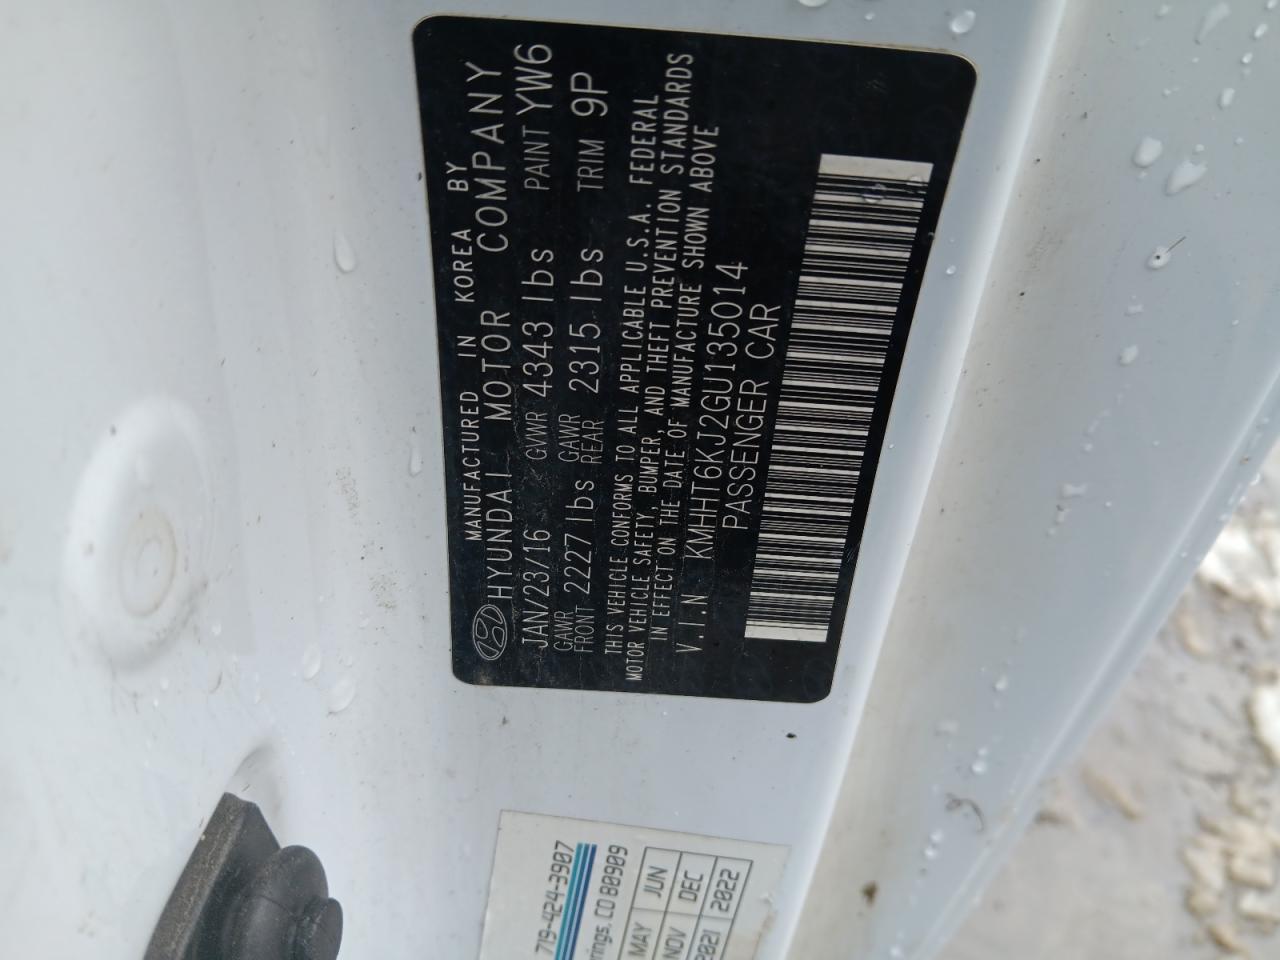 MANUFACTURED IN KOREA BY
HYUNDAI MOTOR COMPANY
JAN/23/16 GVWR 4343 lbs PAINT YW6
GAWR FRONT 2227 lbs GAWR REAR 2315 lbs TRIM 9P
THIS VEHICLE CONFORMS TO ALL APPLICABLE U.S.A. FEDERAL
MOTOR VEHICLE SAFETY, BUMPER, AND THEFT PREVENTION STANDARDS
IN EFFECT ON THE DATE OF MANUFACTURE SHOWN ABOVE
V.I.N KMHHT6KJ2GU135014
PASSENGER CAR
719-424-3907
rings, CO 80909
MAY JUN
NOV DEC
2021 2022